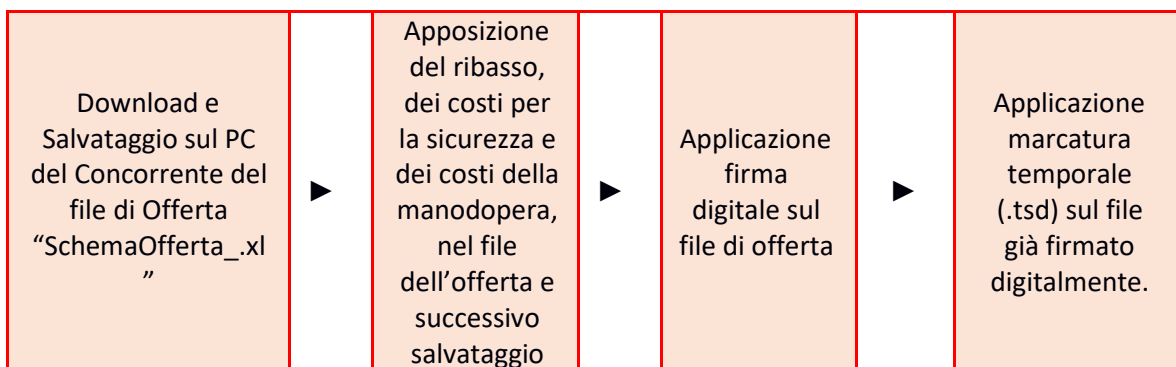 Download e
Salvataggio sul PC
del Concorrente del
file di Offerta
“SchemaOfferta_.xl
”
►
Apposizione
del ribasso,
dei costi per
la sicurezza e
dei costi della
manodopera,
nel file
dell’offerta e
successivo
salvataggio
►
Applicazione
firma
digitale sul
file di offerta
►
Applicazione
marcatura
temporale
(.tsd) sul file
già firmato
digitalmente.